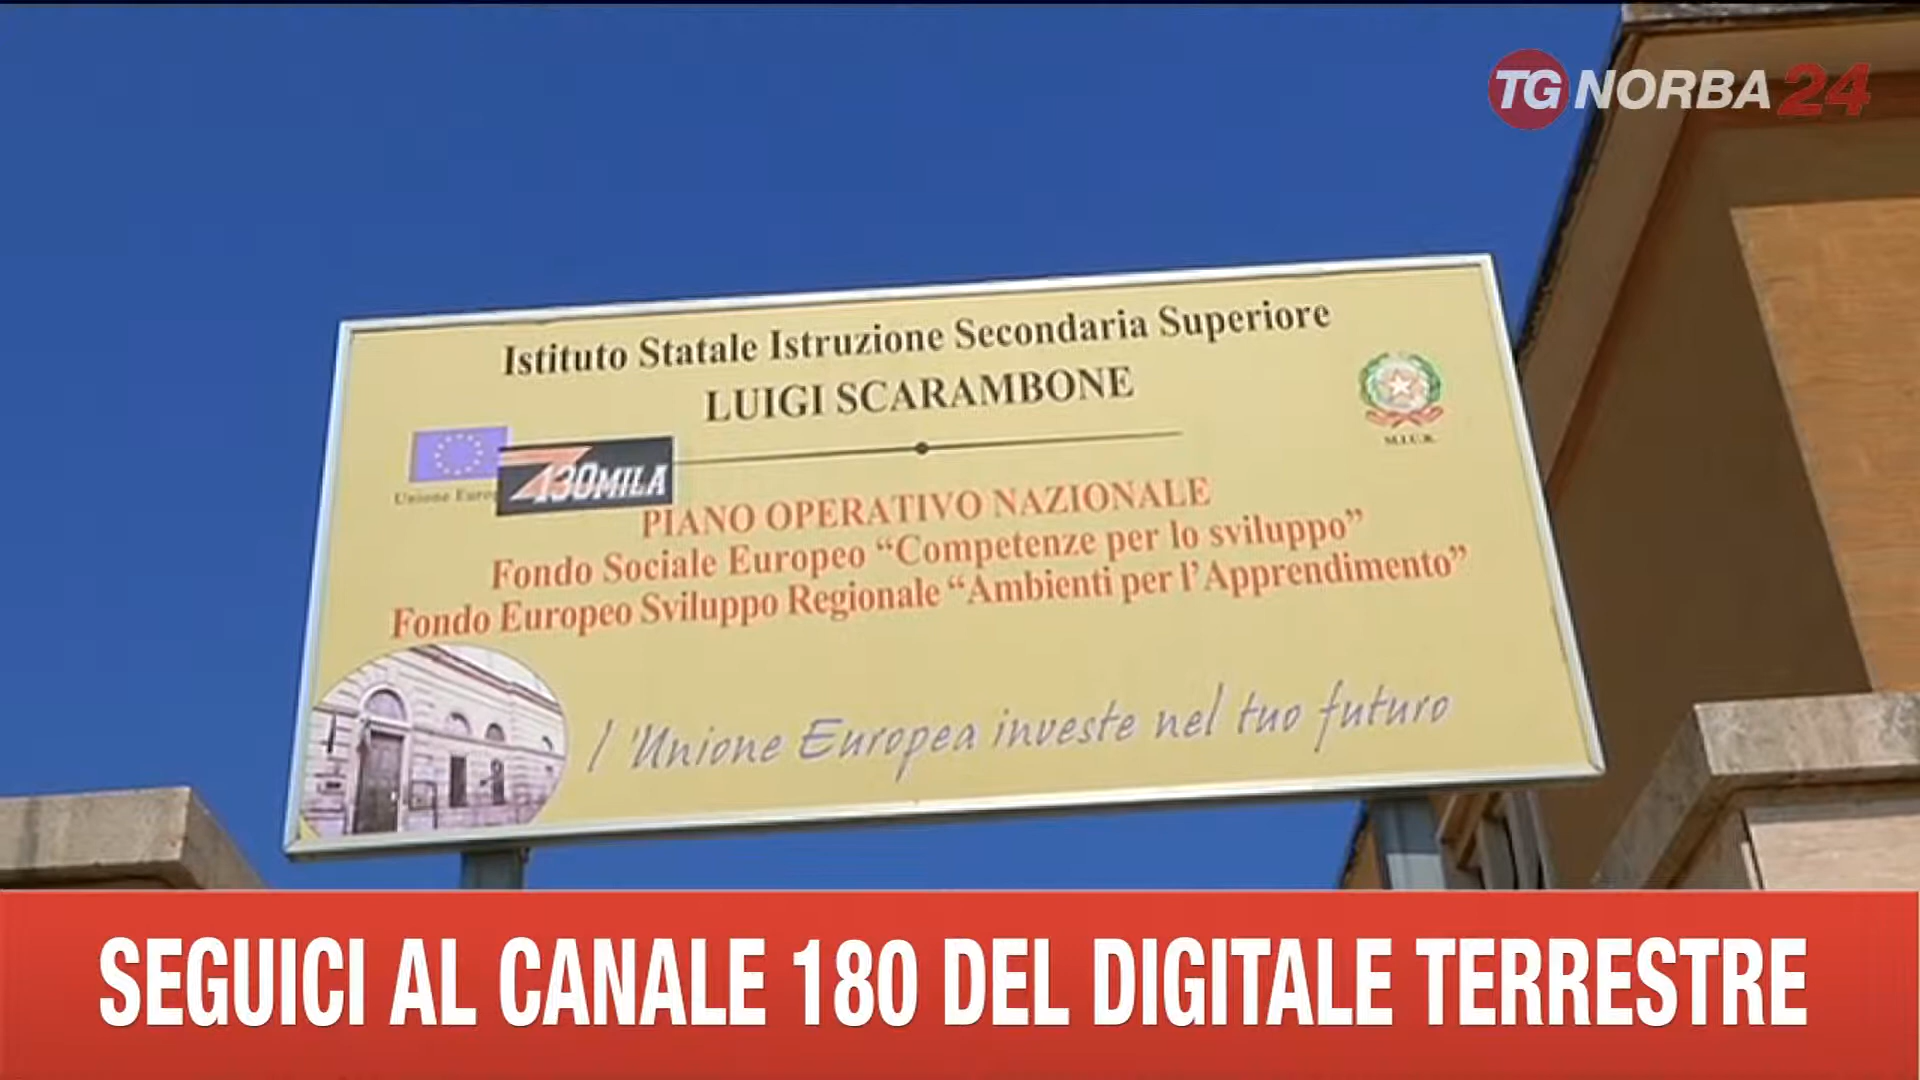 TG NORBA 24
Istituto Statale Istruzione Secondaria Superiore
LUIGI SCARAMBONE
M.I.U.R.
Unione Europ
430MILA
PIANO OPERATIVO NAZIONALE
Fondo Sociale Europeo “Competenze per lo sviluppo”
Fondo Europeo Sviluppo Regionale “Ambienti per l’Apprendimento”
l 'Unione Europea investe nel tuo futuro
SEGUICI AL CANALE 180 DEL DIGITALE TERRESTRE